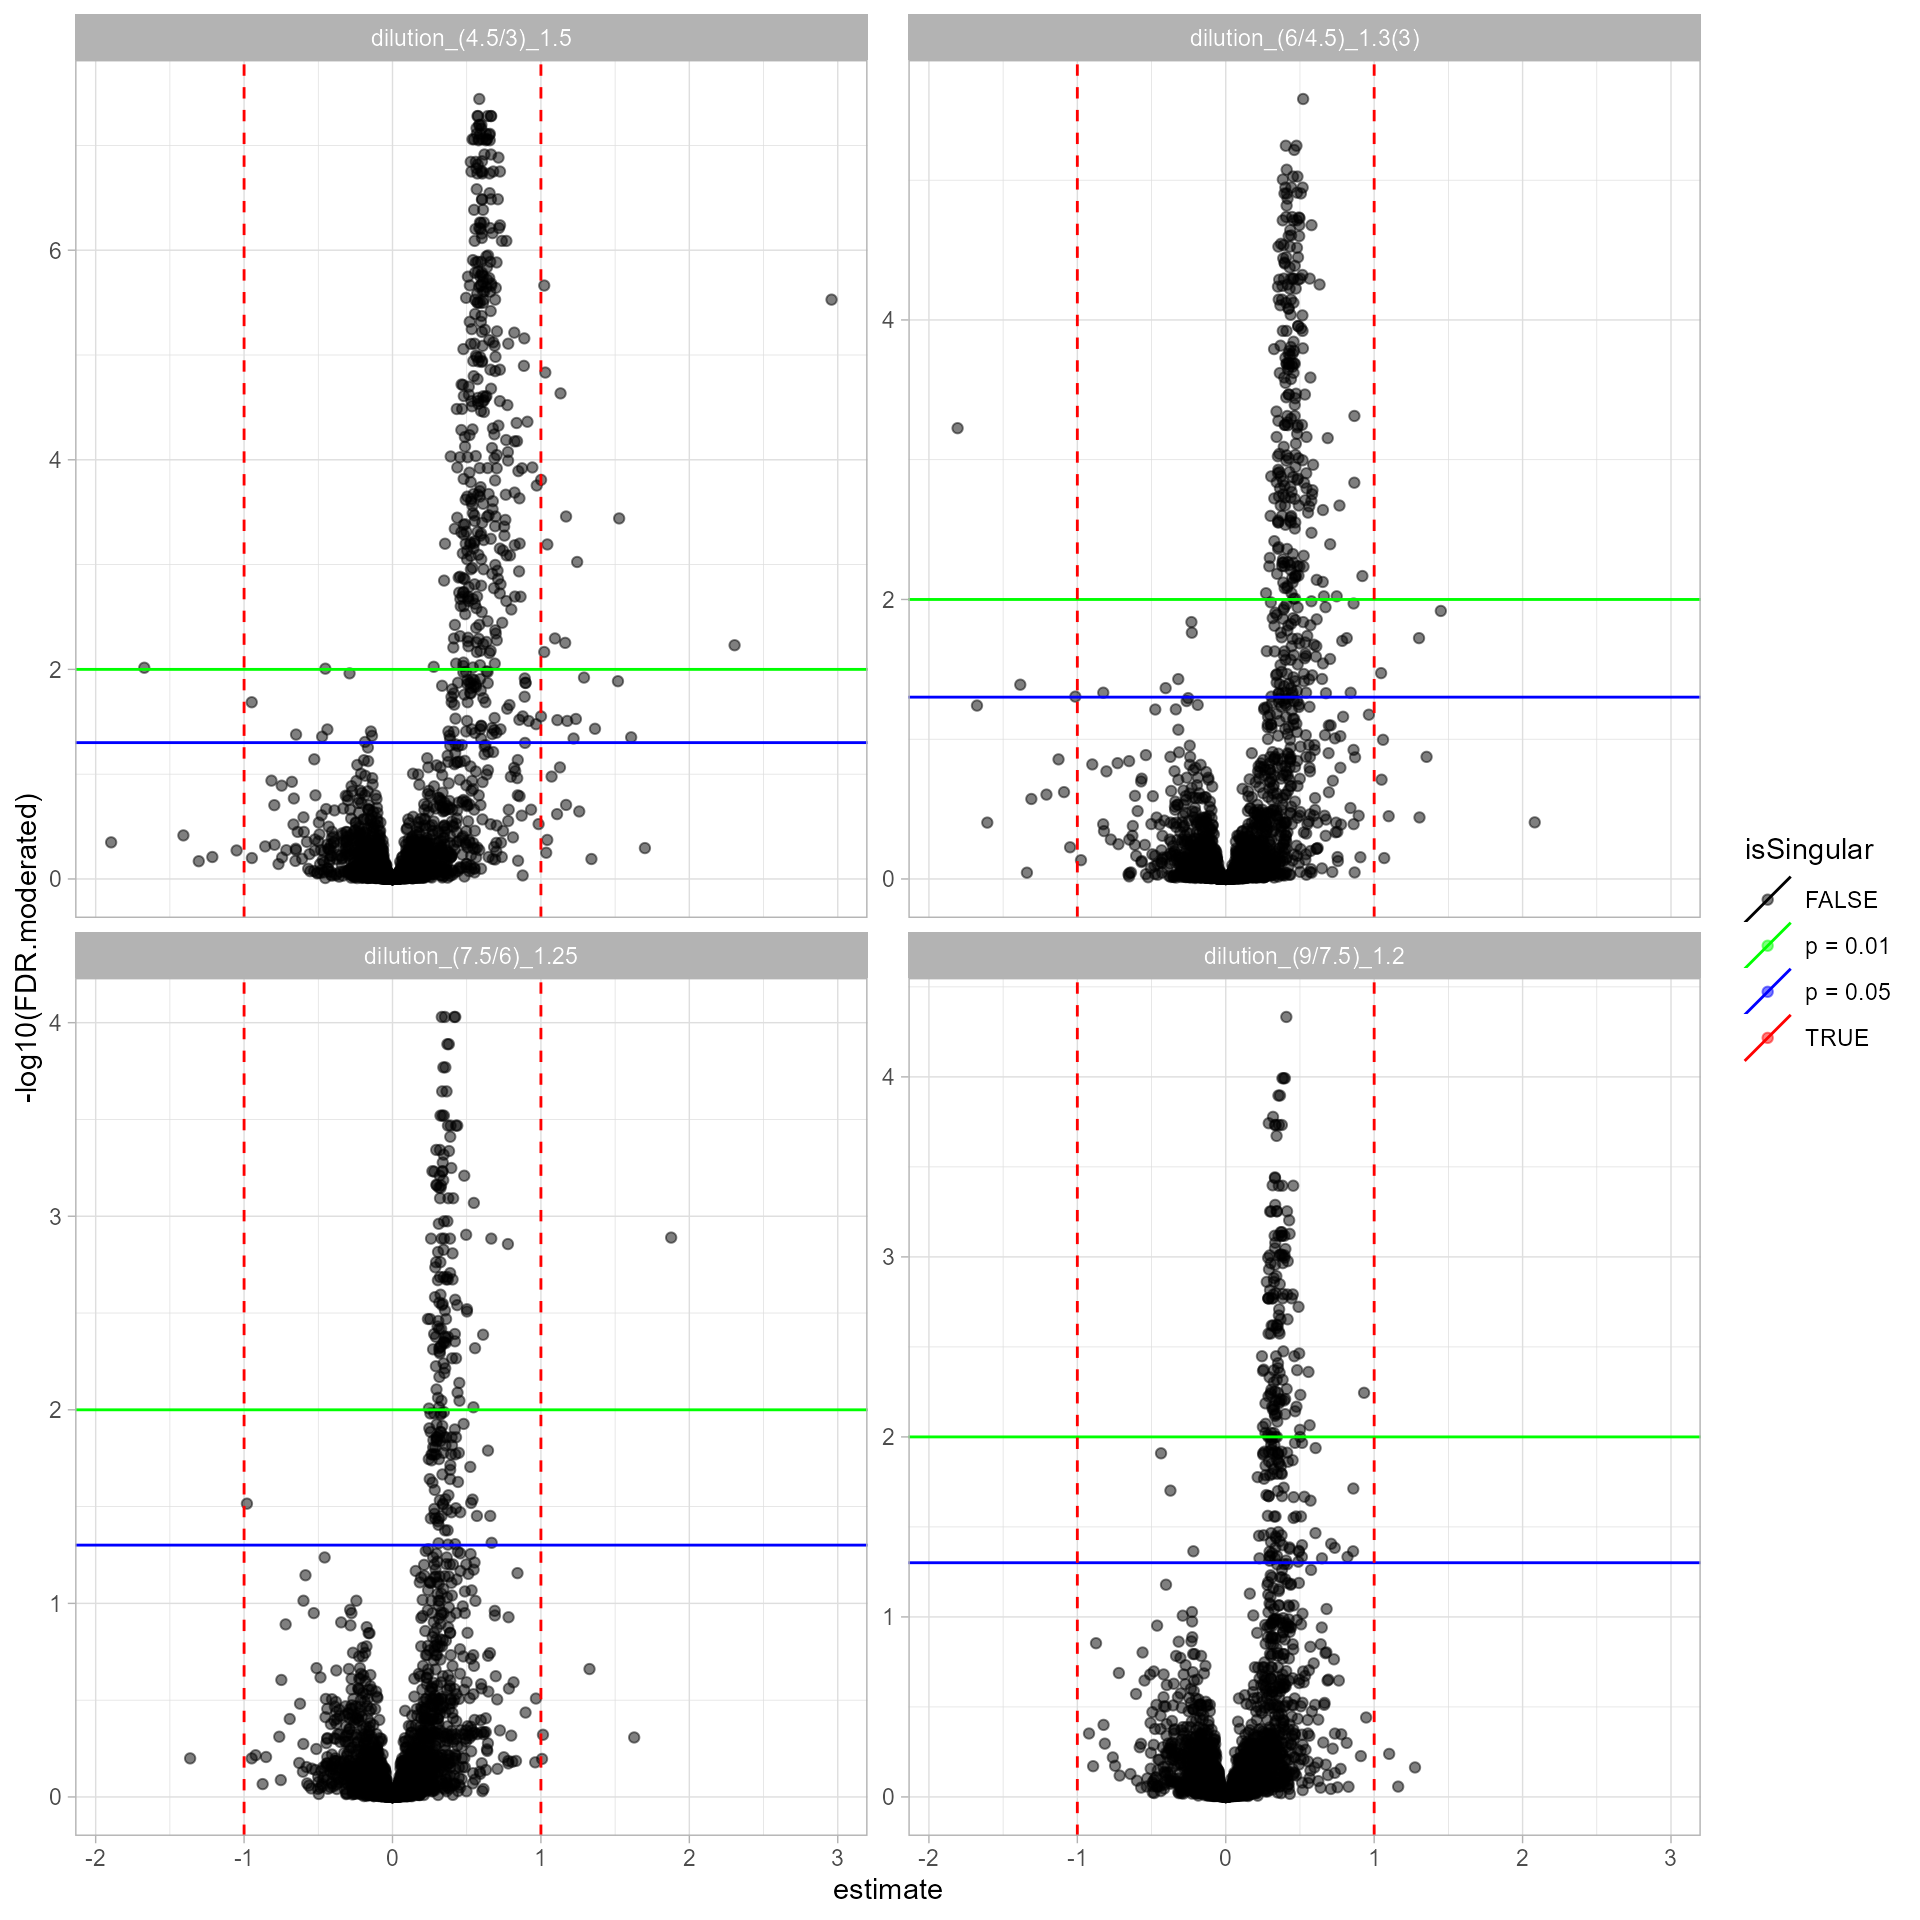 dilution_(4.5/3)_1.5
dilution_(6/4.5)_1.3(3)
6
4
2
0
4
2
0
dilution_(7.5/6)_1.25
dilution_(9/7.5)_1.2
4
3
2
1
0
4
3
2
1
0
-2 -1 0 1 2 3
-2 -1 0 1 2 3
estimate
-log10(FDR.moderated)
isSingular
FALSE
p = 0.01
p = 0.05
TRUE